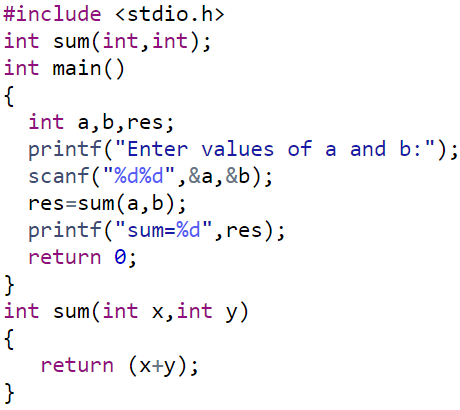 #include <stdio.h>
int sum(int,int);
int main()
{
  int a,b,res;
  printf("Enter values of a and b:");
  scanf("%d%d",&a,&b);
  res=sum(a,b);
  printf("sum=%d",res);
  return 0;
}
int sum(int x,int y)
{
   return (x+y);
}